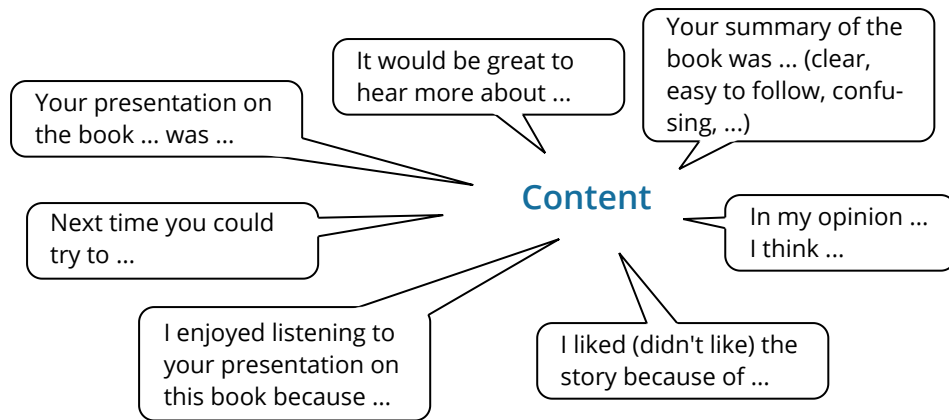 Your summary of the
book was ... (clear,
easy to follow, confu-
sing, ...)
It would be great to
hear more about ...
Your presentation on
the book ... was ...
Content
Next time you could
try to ...
In my opinion ...
I think ...
I enjoyed listening to
your presentation on
this book because ...
I liked (didn't like) the
story because of ...